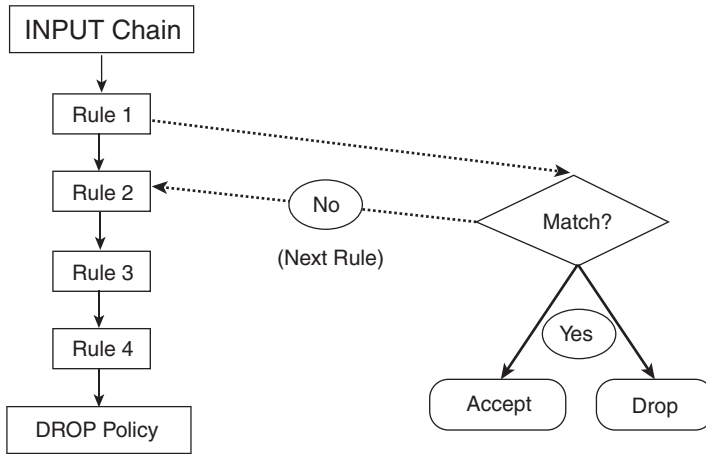 INPUT Chain
Rule 1
Rule 2
No
Match?
(Next Rule)
Rule 3
Yes
Rule 4
Accept
Drop
DROP Policy